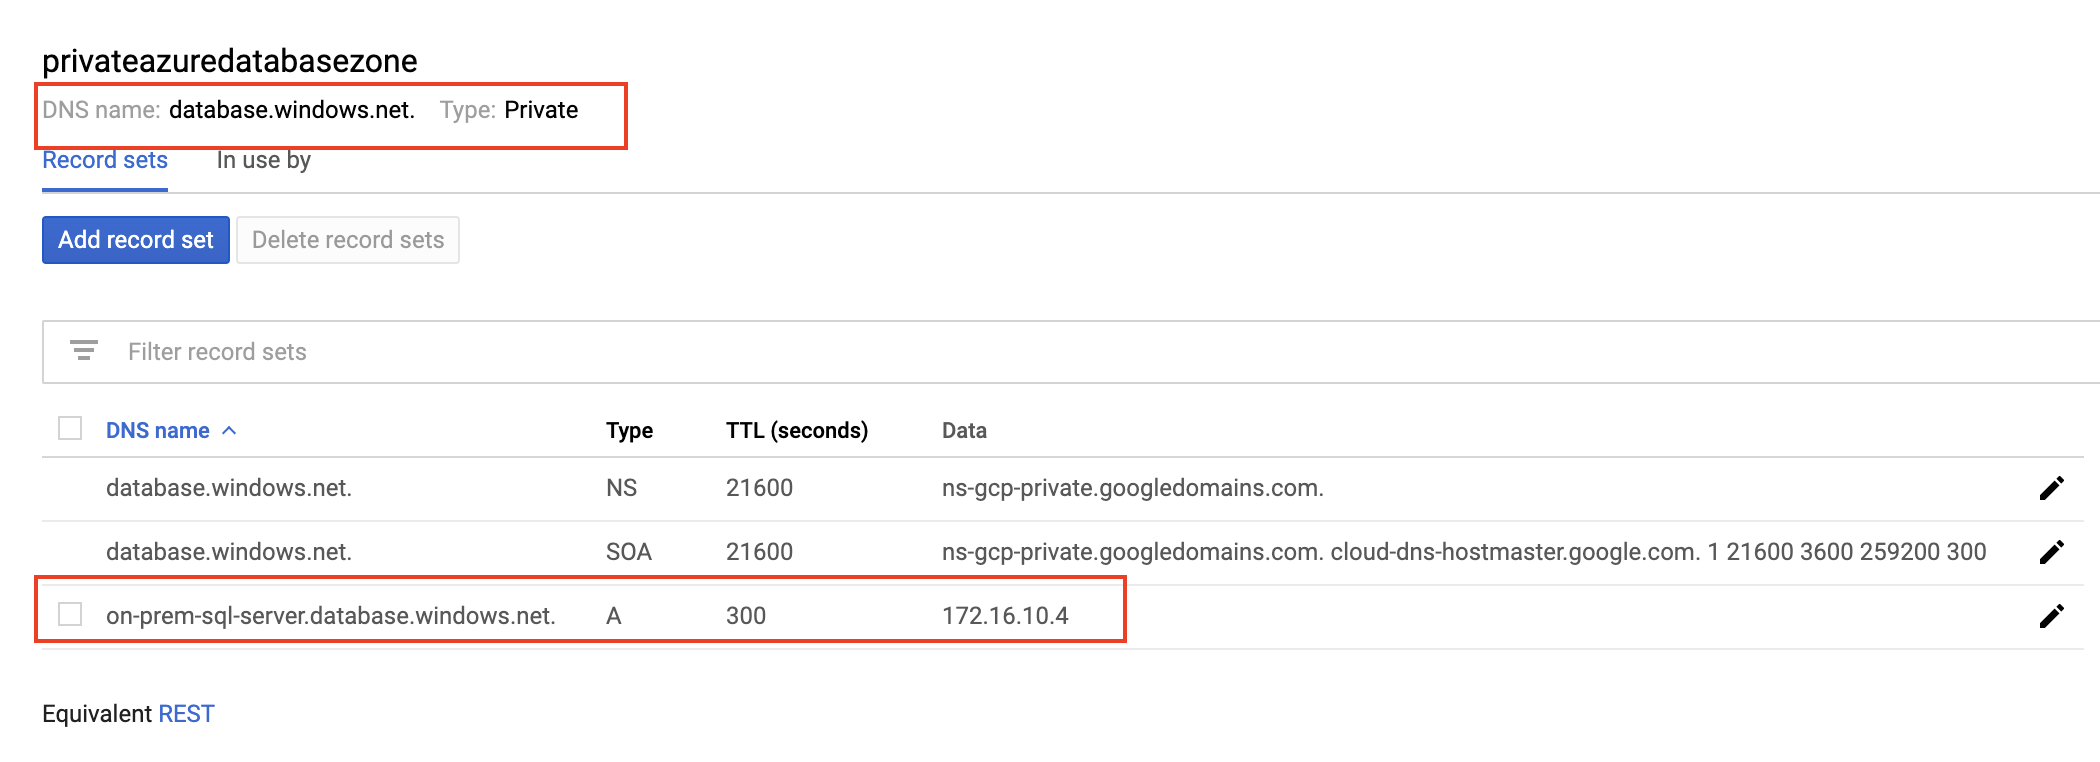 privateazuredatabasezone
DNS name: database.windows.net. Type: Private
Record sets In use by
Add record set Delete record sets
Filter record sets
DNS name Type TTL (seconds) Data
database.windows.net. NS 21600 ns-gcp-private.googledomains.com.
database.windows.net. SOA 21600 ns-gcp-private.googledomains.com. cloud-dns-hostmaster.google.com. 1 21600 3600 259200 300
on-prem-sql-server.database.windows.net. A 300 172.16.10.4
Equivalent REST